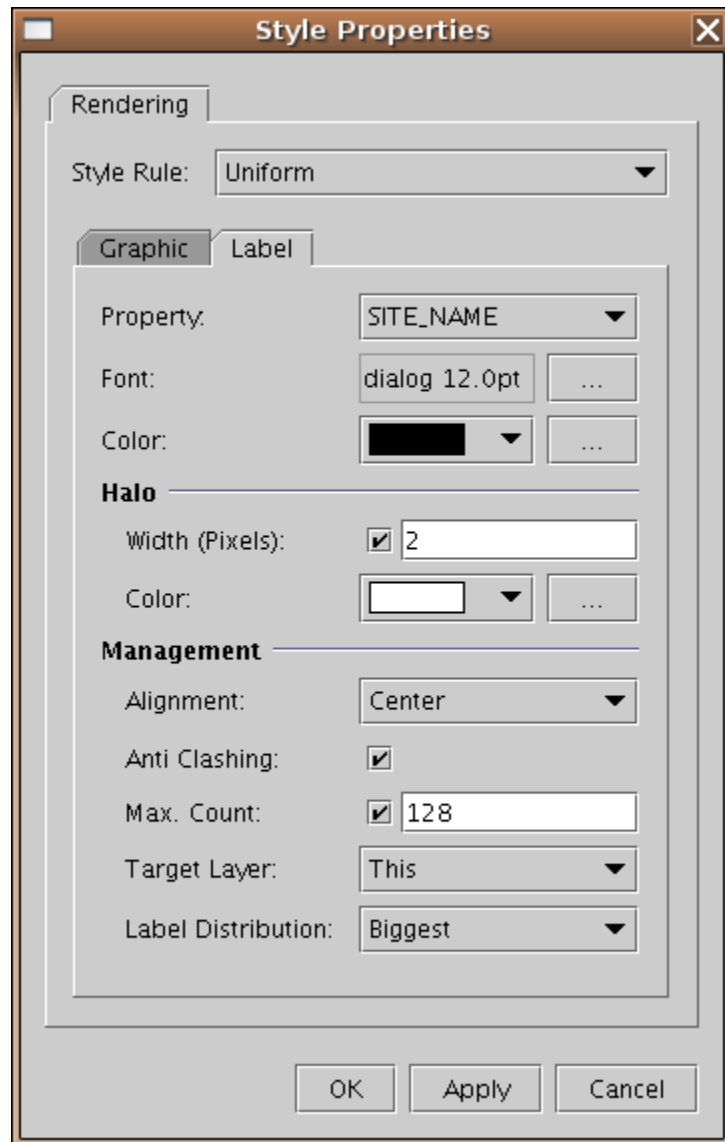 Style Properties
Rendering
Style Rule: Uniform
Graphic Label
Property: SITE_NAME
Font: dialog 12.0pt ...
Color: ...
Halo
Width (Pixels): 2
Color: ...
Management
Alignment: Center
Anti Clashing:
Max. Count: 128
Target Layer: This
Label Distribution: Biggest
OK Apply Cancel